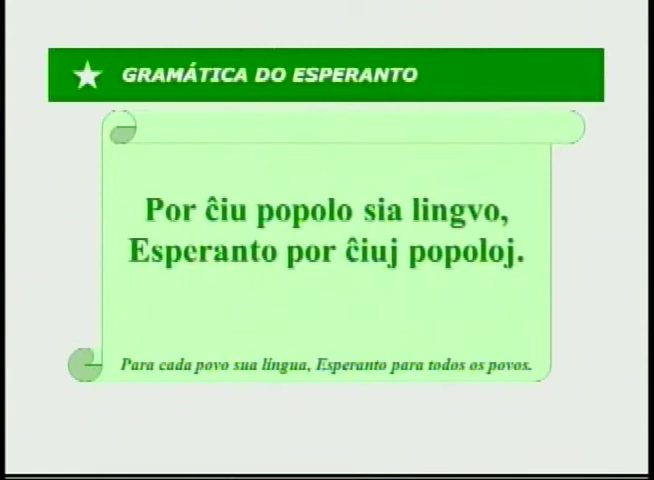 GRAMÁTICA DO ESPERANTO
Por ĉiu popolo sia lingvo,
Esperanto por ĉiuj popoloj.
Para cada povo sua língua, Esperanto para todos os povos.